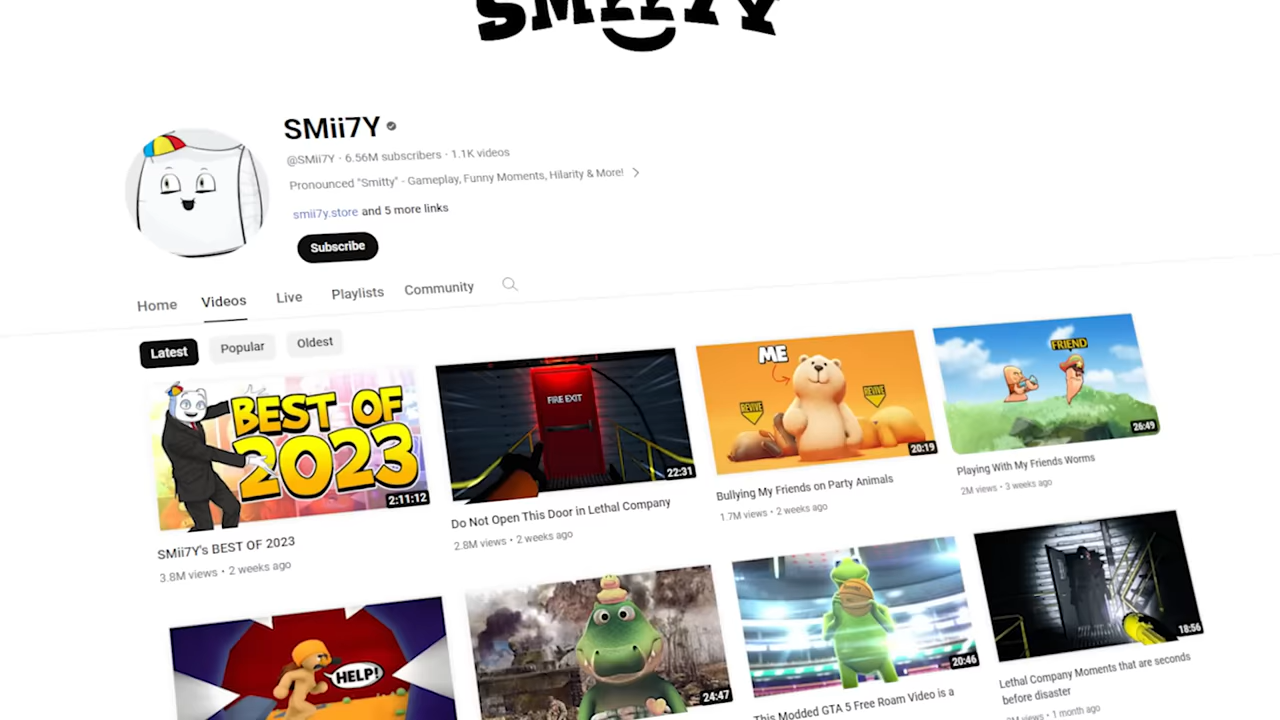 SMii7Y
SMii7Y
@SMii7Y · 6.56M subscribers · 1.1K videos
Pronounced "Smitty" - Gameplay, Funny Moments, Hilarity & More!
smii7y.store and 5 more links
Subscribe
Home Videos Live Playlists Community
Latest Popular Oldest
BEST OF
2023
2:11:12
SMii7Y's BEST OF 2023
3.8M views • 2 weeks ago
FIRE EXIT
22:31
Do Not Open This Door in Lethal Company
2.8M views • 2 weeks ago
ME
REVIVE
REVIVE
20:19
Bullying My Friends on Party Animals
1.7M views • 2 weeks ago
FRIEND
26:49
Playing With My Friends Worms
2M views • 3 weeks ago
HELP!
24:47
20:46
This Modded GTA 5 Free Roam Video is a
18:56
Lethal Company Moments that are seconds
before disaster
views • 1 month ago